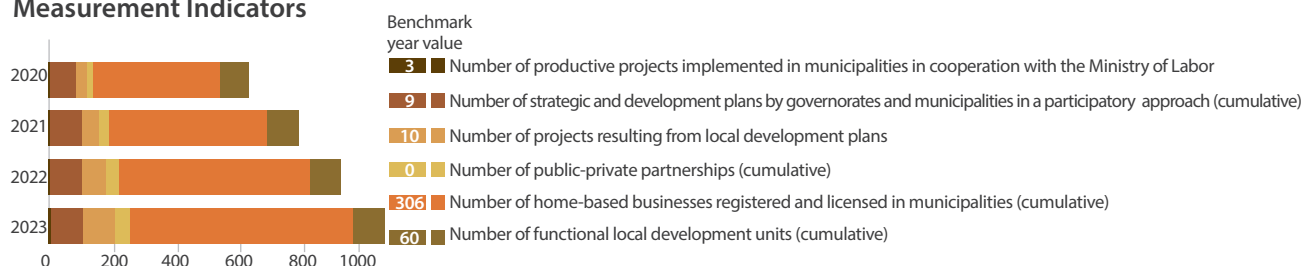 Measurement Indicators
Benchmark
year value
2020
2021
2022
2023
0 200 400 600 800 1000
3 Number of productive projects implemented in municipalities in cooperation with the Ministry of Labor
9 Number of strategic and development plans by governorates and municipalities in a participatory approach (cumulative)
10 Number of projects resulting from local development plans
0 Number of public-private partnerships (cumulative)
306 Number of home-based businesses registered and licensed in municipalities (cumulative)
60 Number of functional local development units (cumulative)